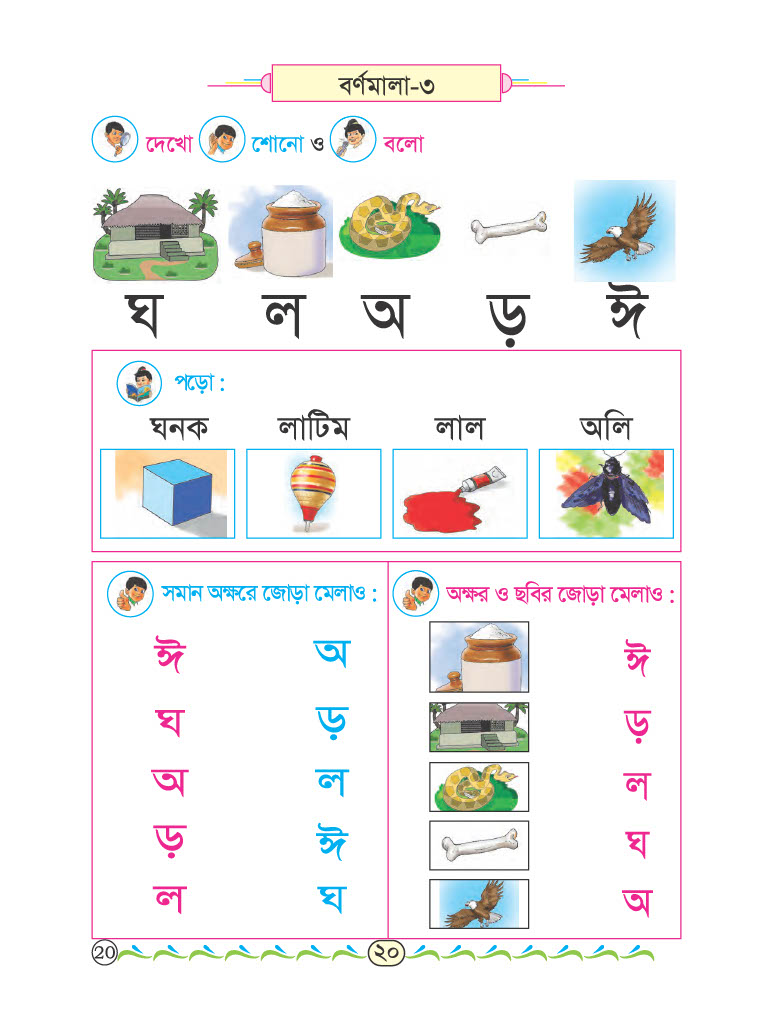 বর্ণমালা-৩
দেখো শোনো ও বলো
ঘ ল অ ড় ঈ
পড়ো :
ঘনক লাটিম লাল অলি
সমান অক্ষরে জোড়া মেলাও :
ঈ অ
ঘ ড়
অ ল
ড় ঈ
ল ঘ
অক্ষর ও ছবির জোড়া মেলাও :
ঈ
ড়
ল
ঘ
অ
20 ২০